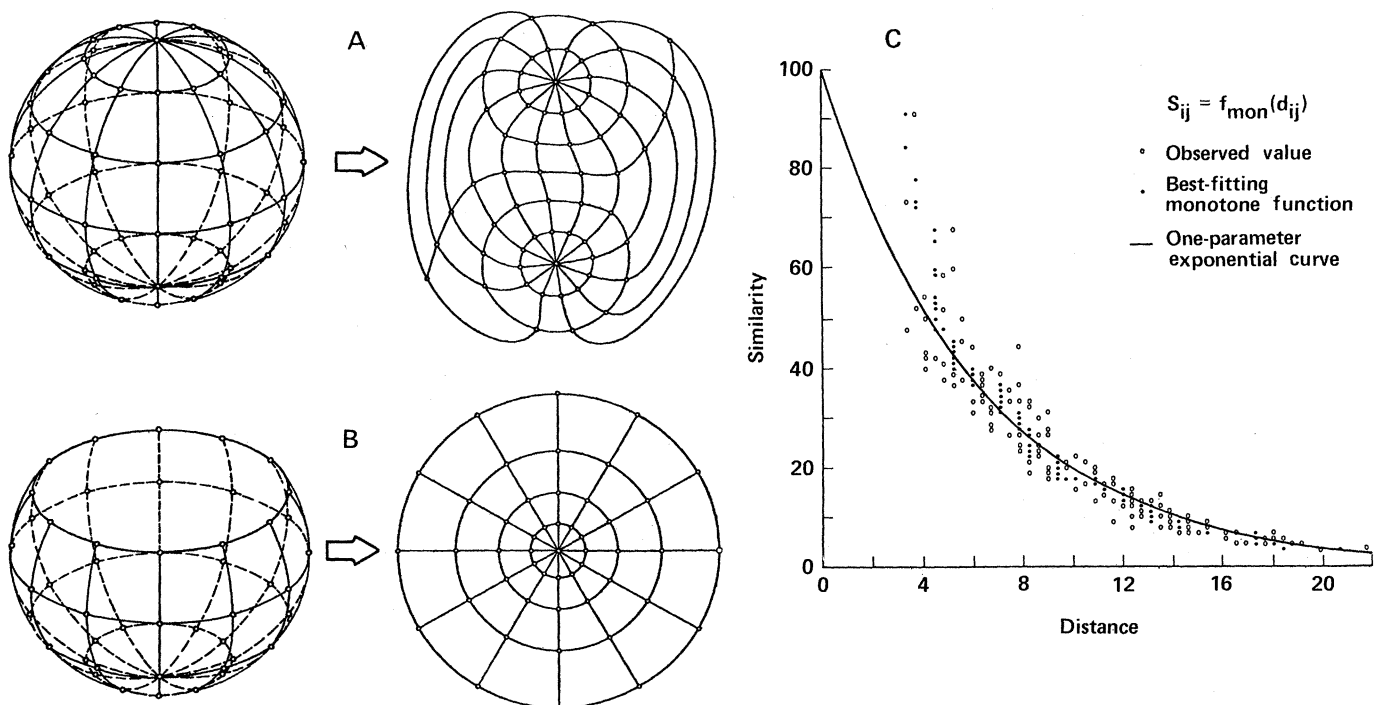 A
B
C
100
80
60
40
20
0
0
4
8
12
16
20
Similarity
Distance
S_ij = f_mon(d_ij)
Observed value
Best-fitting
monotone function
One-parameter
exponential curve